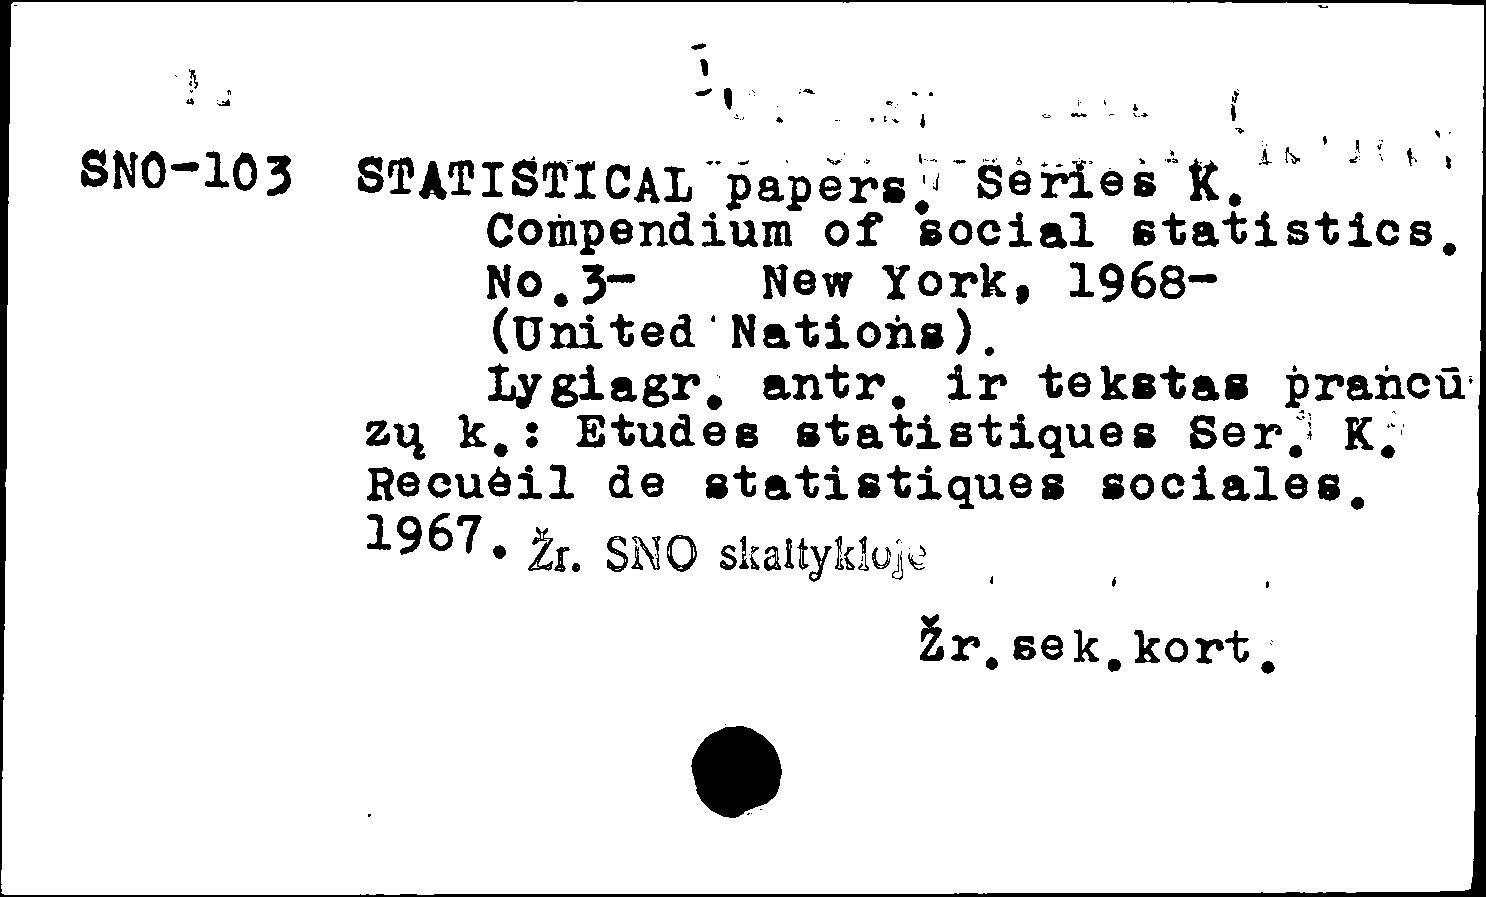 SNO-103 STATISTICAL papers. Series K.
Compendium of social statistics.
No.3- New York, 1968-
(United Nations).
Lygiagr. antr. ir tekstas prancū
zų k.: Etudes statistiques Ser. K.
Recueil de statistiques sociales.
1967. Žr. SNO skaitykloje
Žr.sek.kort.